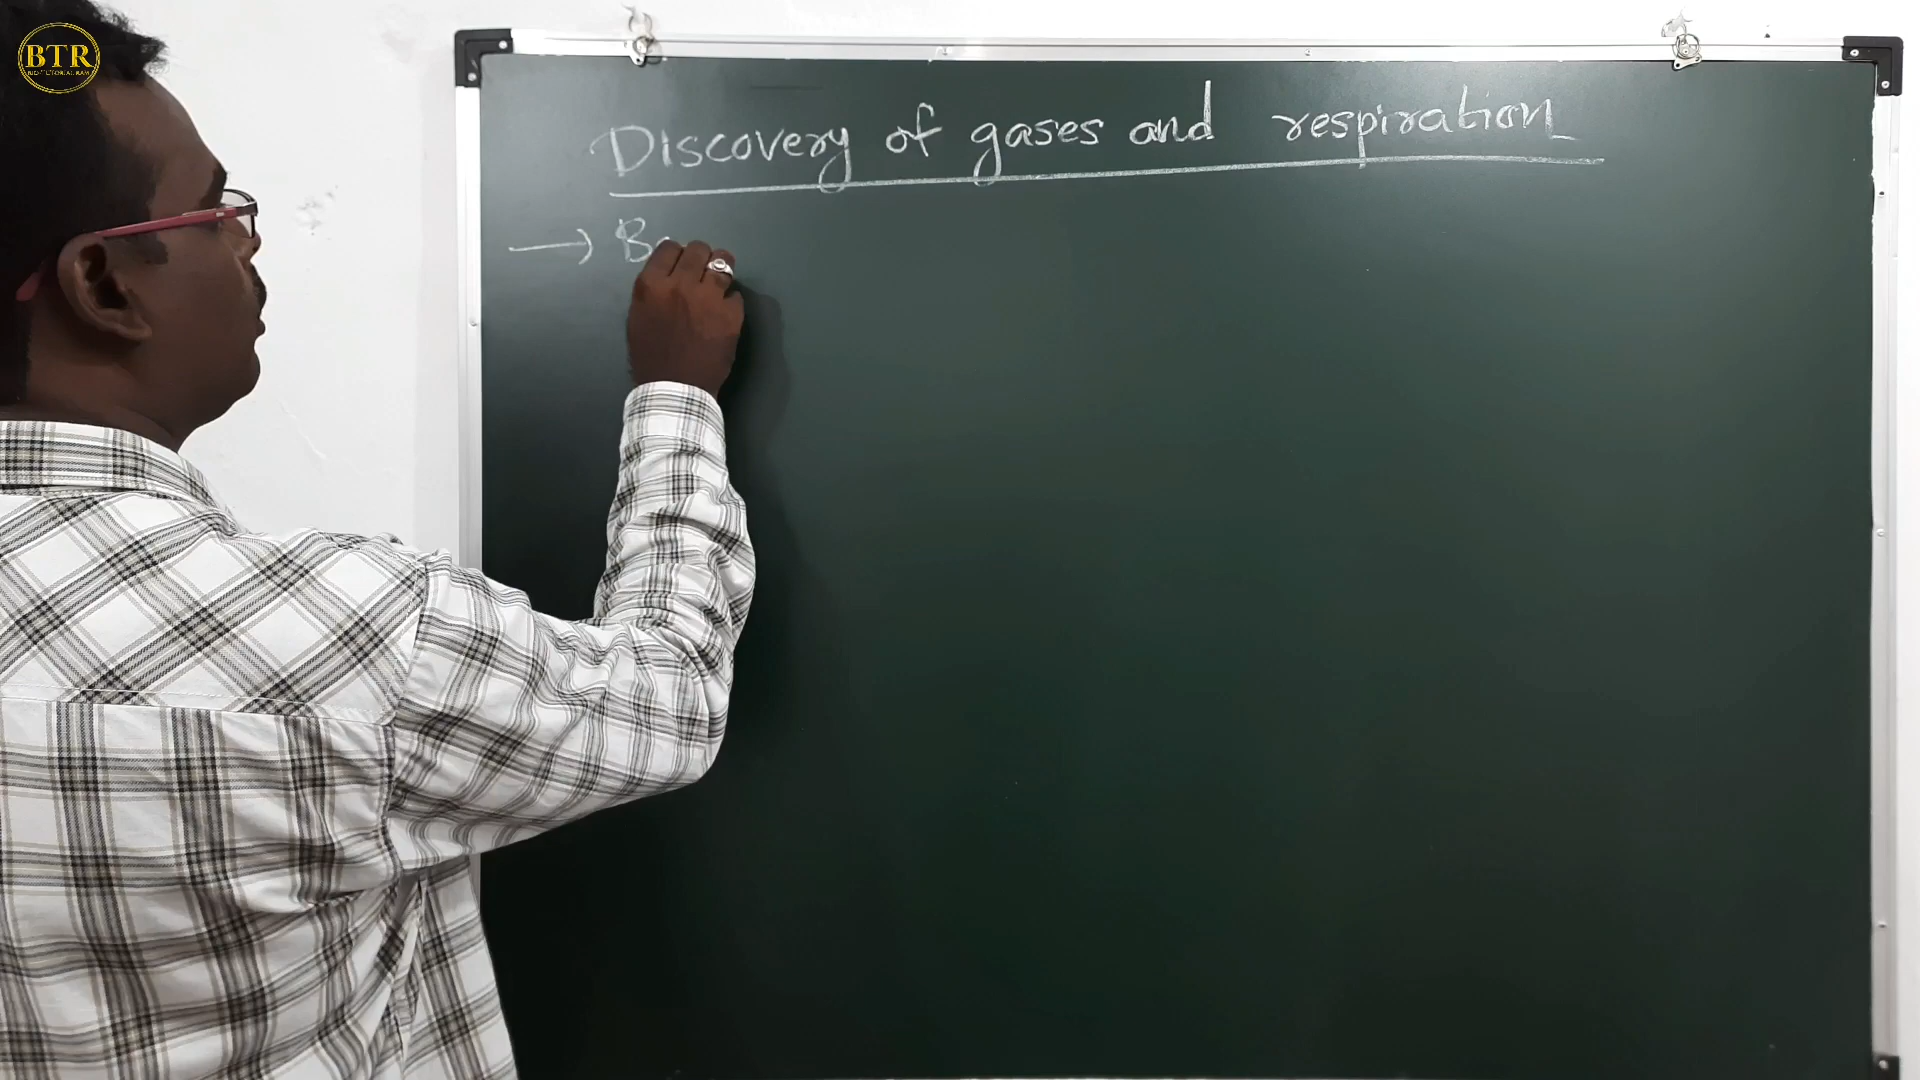 BTR
Discovery of gases and respiration
→ B